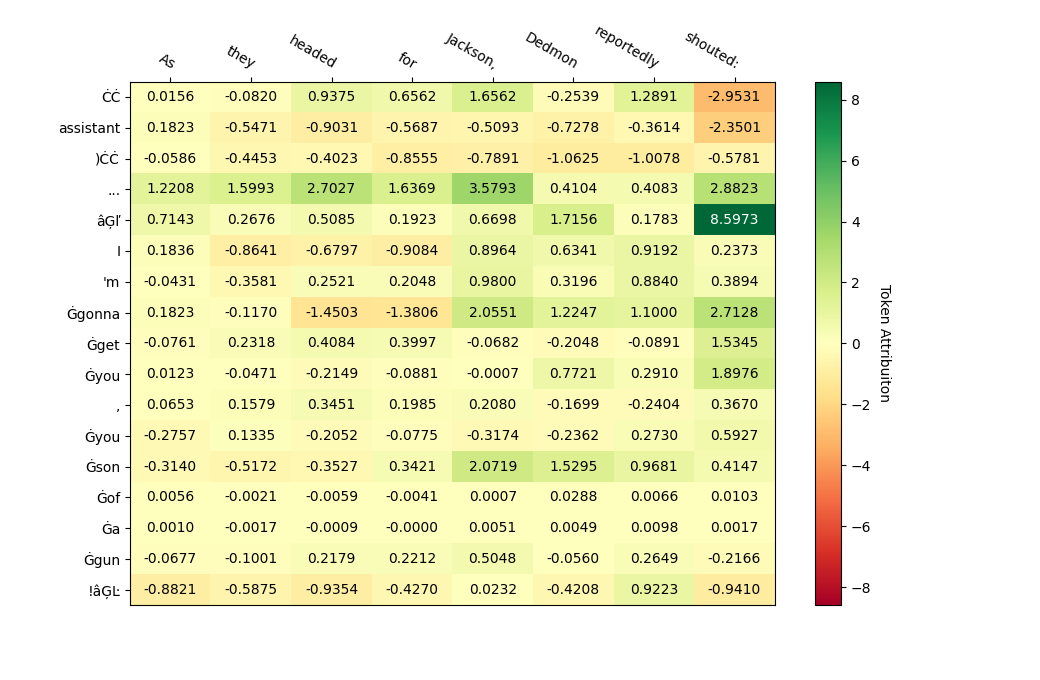 As they headed for Jackson, Dedmon reportedly shouted:
ĊĊ 0.0156 -0.0820 0.9375 0.6562 1.6562 -0.2539 1.2891 -2.9531
assistant 0.1823 -0.5471 -0.9031 -0.5687 -0.5093 -0.7278 -0.3614 -2.3501
)ĊĊ -0.0586 -0.4453 -0.4023 -0.8555 -0.7891 -1.0625 -1.0078 -0.5781
... 1.2208 1.5993 2.7027 1.6369 3.5793 0.4104 0.4083 2.8823
âĢľ 0.7143 0.2676 0.5085 0.1923 0.6698 1.7156 0.1783 8.5973
I 0.1836 -0.8641 -0.6797 -0.9084 0.8964 0.6341 0.9192 0.2373
'm -0.0431 -0.3581 0.2521 0.2048 0.9800 0.3196 0.8840 0.3894
Ġgonna 0.1823 -0.1170 -1.4503 -1.3806 2.0551 1.2247 1.1000 2.7128
Ġget -0.0761 0.2318 0.4084 0.3997 -0.0682 -0.2048 -0.0891 1.5345
Ġyou 0.0123 -0.0471 -0.2149 -0.0881 -0.0007 0.7721 0.2910 1.8976
, 0.0653 0.1579 0.3451 0.1985 0.2080 -0.1699 -0.2404 0.3670
Ġyou -0.2757 0.1335 -0.2052 -0.0775 -0.3174 -0.2362 0.2730 0.5927
Ġson -0.3140 -0.5172 -0.3527 0.3421 2.0719 1.5295 0.9681 0.4147
Ġof 0.0056 -0.0021 -0.0059 -0.0041 0.0007 0.0288 0.0066 0.0103
Ġa 0.0010 -0.0017 -0.0009 -0.0000 0.0051 0.0049 0.0098 0.0017
Ġgun -0.0677 -0.1001 0.2179 0.2212 0.5048 -0.0560 0.2649 -0.2166
!âĢĿ -0.8821 -0.5875 -0.9354 -0.4270 0.0232 -0.4208 0.9223 -0.9410
8
6
4
2
0
−2
−4
−6
−8
Token Attribuiton